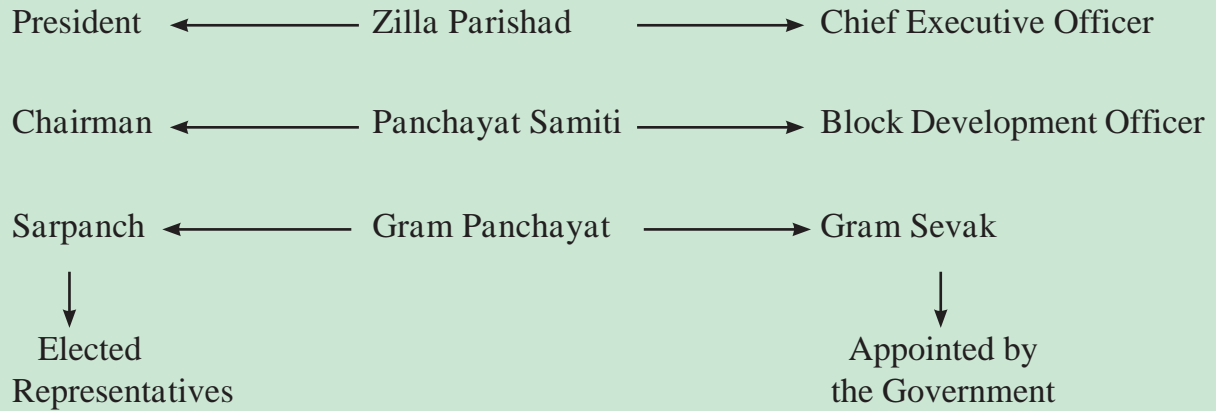 President Zilla Parishad Chief Executive Officer
Chairman Panchayat Samiti Block Development Officer
Sarpanch Gram Panchayat Gram Sevak
Elected Appointed by
Representatives the Government